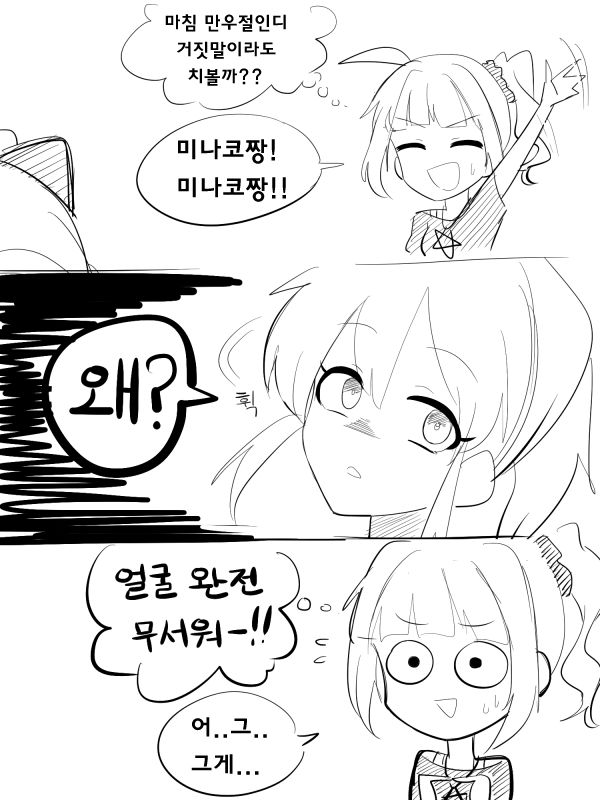 마침 만우절인디
거짓말이라도
치볼까??
미나코짱!
미나코짱!!
왜?
휙
얼굴 완전
무서워-!!
어..그..
그게...